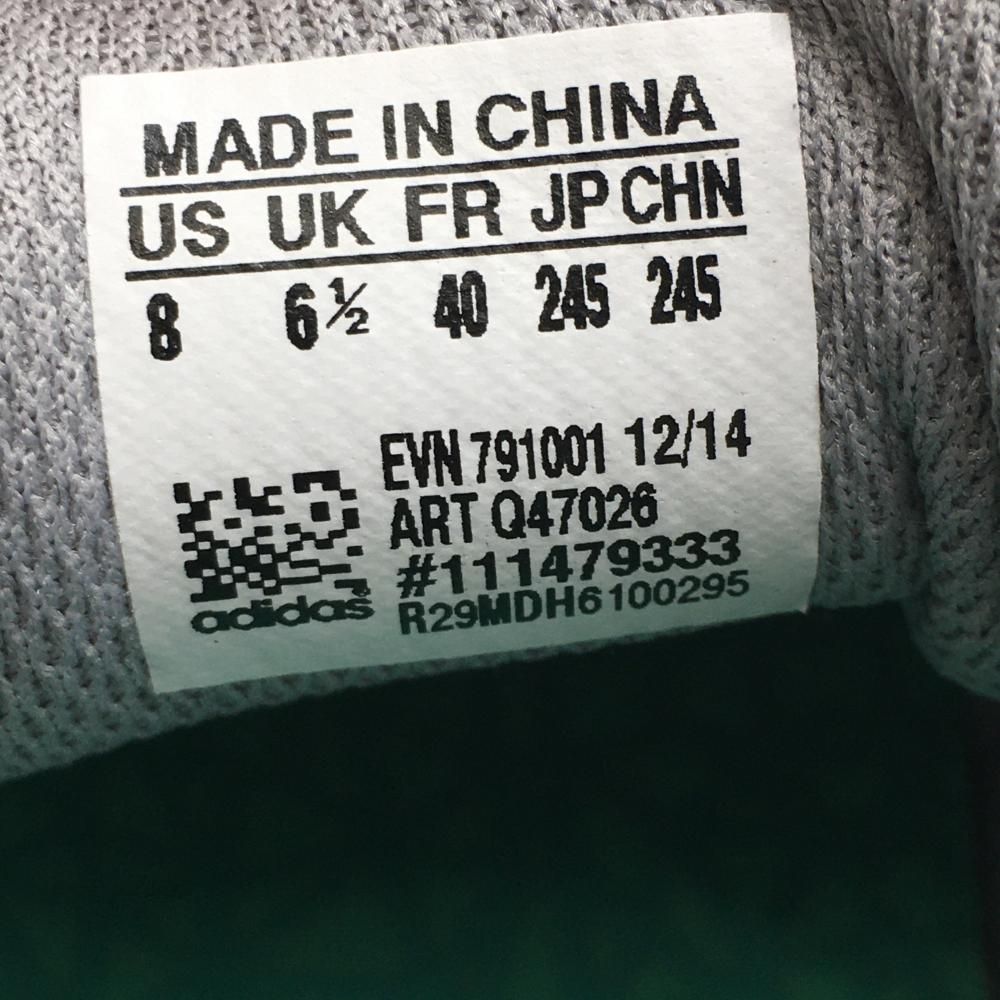 MADE IN CHINA
US UK FR JP CHN
8 6½ 40 245 245
EVN 791001 12/14
ART Q47026
#111479333
R29MDH6100295
adidas